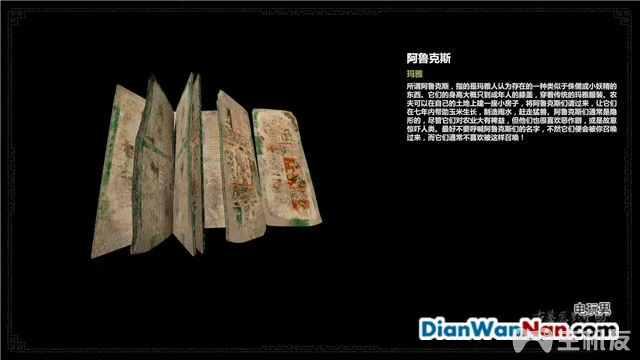 阿鲁克斯
玛雅
所谓阿鲁克斯，指的是玛雅人认为存在的一种类似于侏儒或小妖精的
东西。它们的身高大概只到成年人的膝盖，穿着传统的玛雅服装。农
夫可以在自己的土地上建一座小房子，将阿鲁克斯们请过来，让它们
在七年内帮助玉米生长，制造雨水，赶走猛兽。阿鲁克斯们通常是隐
形的，尽管它们对农业大有裨益，但他们也很喜欢恶作剧，或是故意
惊吓人类。最好不要呼喊阿鲁克斯们的名字，不然它们便会被你召唤
过来，而它们通常不喜欢被这样召唤！
电玩男
DianWanNan.com